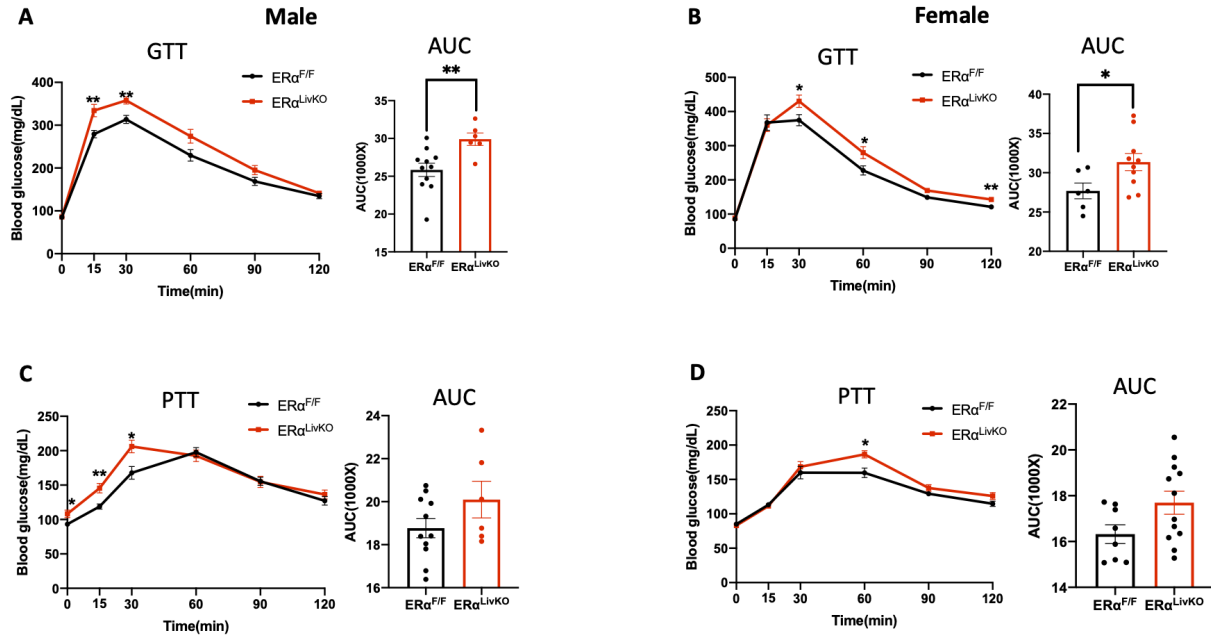 A
Male
GTT
ERα^F/F
ERα^LivKO
** **
Blood glucose(mg/dL)
400
300
200
100
0
0 15 30 60 90 120
Time(min)
AUC
**
AUC(1000X)
35
30
25
20
15
ERα^F/F ERα^LivKO
B
Female
GTT
ERα^F/F
ERα^LivKO
*
*
**
Blood glucose(mg/dL)
500
400
300
200
100
0
0 15 30 60 90 120
Time(min)
AUC
*
AUC(1000X)
40
35
30
25
20
ERα^F/F ERα^LivKO
C
PTT
ERα^F/F
ERα^LivKO
*
**
*
Blood glucose(mg/dL)
250
200
150
100
50
0
0 15 30 60 90 120
Time(min)
AUC
AUC(1000X)
24
22
20
18
16
ERα^F/F ERα^LivKO
D
PTT
ERα^F/F
ERα^LivKO
*
Blood glucose(mg/dL)
250
200
150
100
50
0
0 15 30 60 90 120
Time(min)
AUC
AUC(1000X)
22
20
18
16
14
ERα^F/F ERα^LivKO